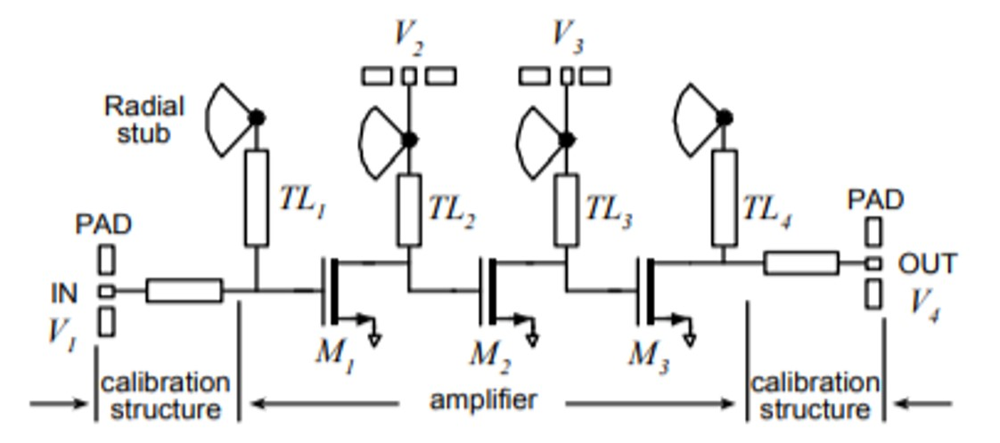 V2
V3
Radial
stub
TL1
TL2
TL3
TL4
PAD
PAD
IN
OUT
V1
V4
M1
M2
M3
calibration
structure
amplifier
calibration
structure